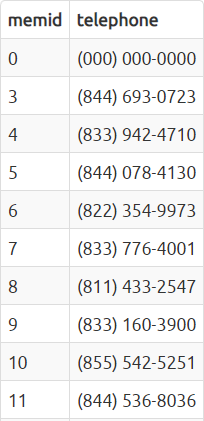 memid telephone
0 (000) 000-0000
3 (844) 693-0723
4 (833) 942-4710
5 (844) 078-4130
6 (822) 354-9973
7 (833) 776-4001
8 (811) 433-2547
9 (833) 160-3900
10 (855) 542-5251
11 (844) 536-8036